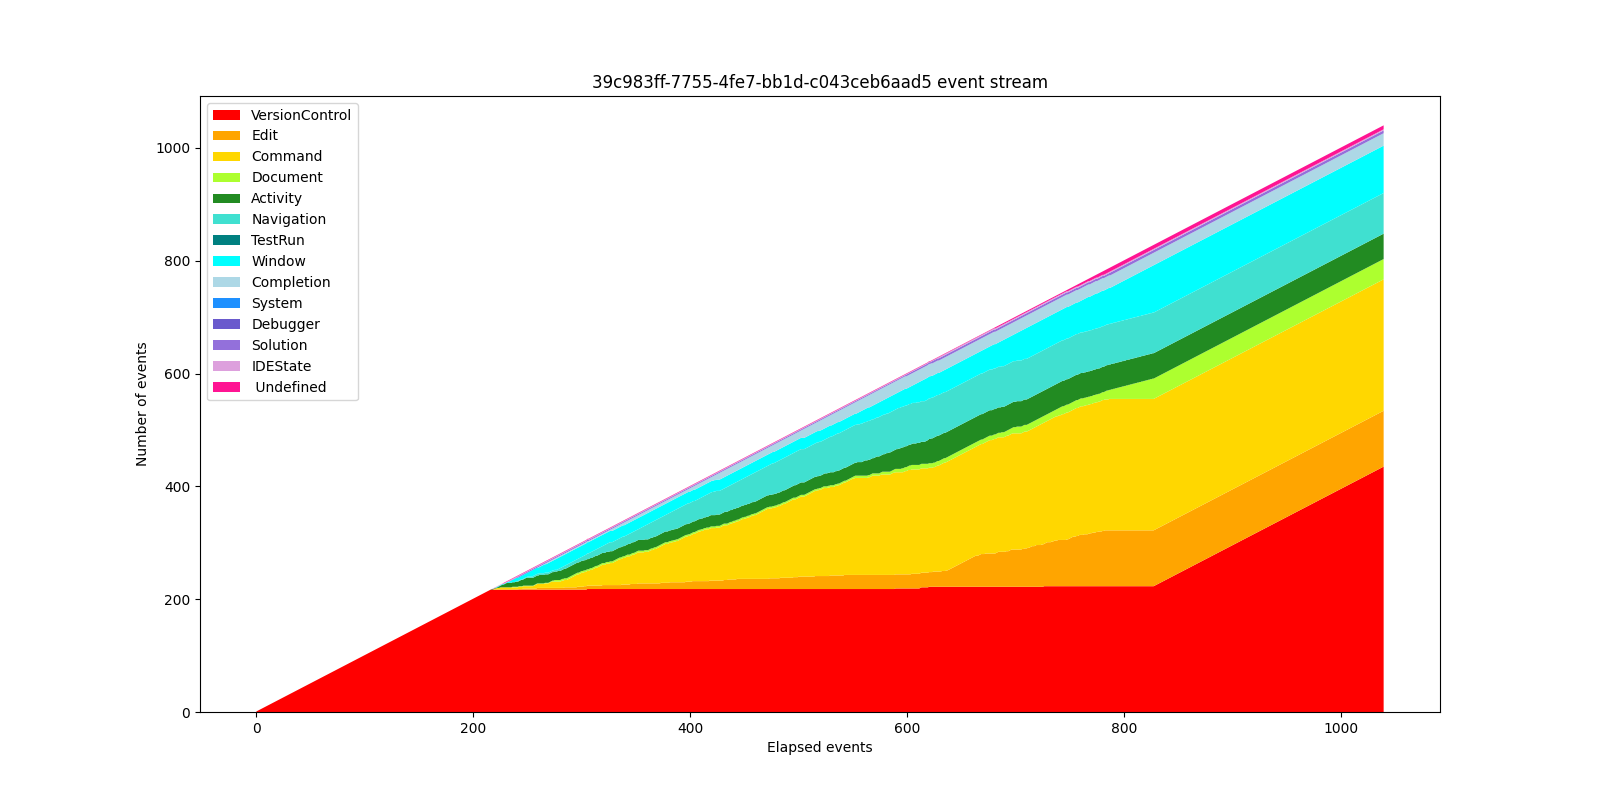 39c983ff-7755-4fe7-bb1d-c043ceb6aad5 event stream
VersionControl
Edit
Command
Document
Activity
Navigation
TestRun
Window
Completion
System
Debugger
Solution
IDEState
Undefined
Number of events
1000
800
600
400
200
0
0 200 400 600 800 1000
Elapsed events